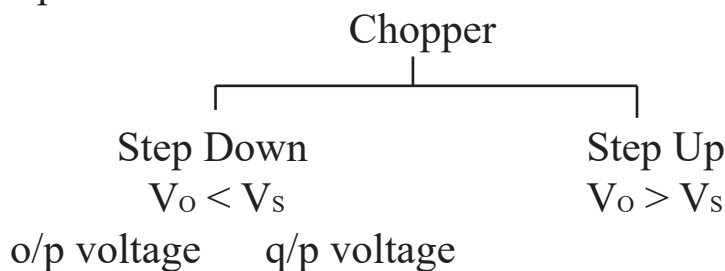 Chopper
Step Down Step Up
Vo < Vs Vo > Vs
o/p voltage q/p voltage